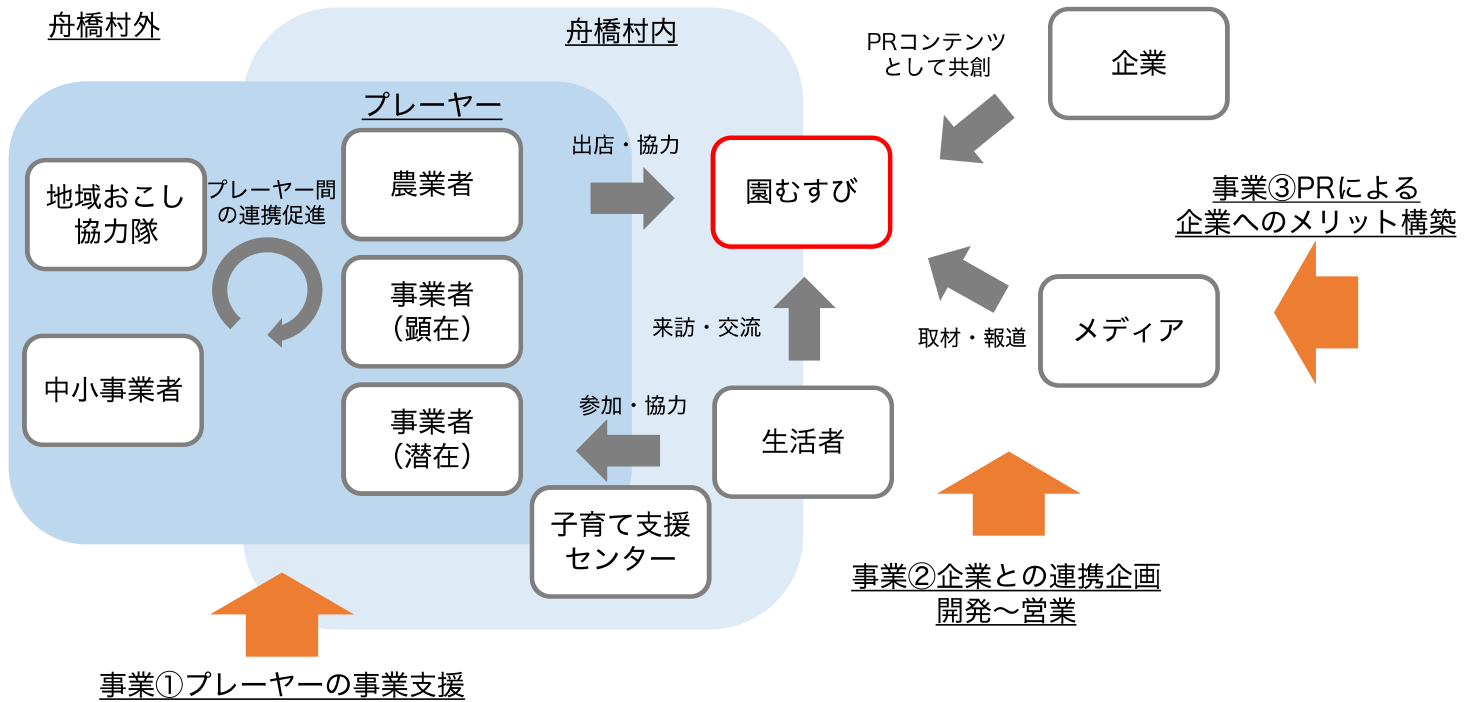 舟橋村外
舟橋村内
PRコンテンツ
として共創
企業
プレーヤー
地域おこし
協力隊
プレーヤー間
の連携促進
農業者
出店・協力
園むすび
事業③PRによる
企業へのメリット構築
事業者
（顕在）
来訪・交流
取材・報道
メディア
中小事業者
事業者
（潜在）
参加・協力
生活者
子育て支援
センター
事業②企業との連携企画
開発～営業
事業①プレーヤーの事業支援